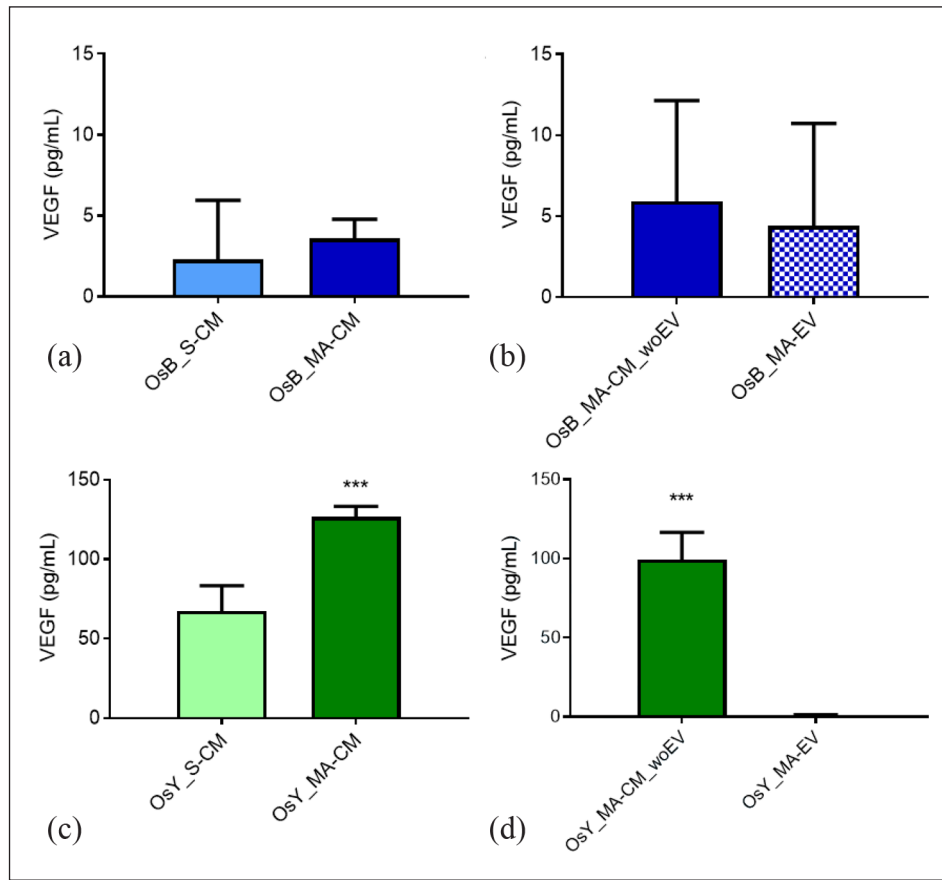 15
10
5
0
VEGF (pg/mL)
OsB_S-CM
OsB_MA-CM
(a)
15
10
5
0
VEGF (pg/mL)
OsB_MA-CM_woEV
OsB_MA-EV
(b)
150
100
50
0
VEGF (pg/mL)
***
OsY_S-CM
OsY_MA-CM
(c)
150
100
50
0
VEGF (pg/mL)
***
OsY_MA-CM_woEV
OsY_MA-EV
(d)